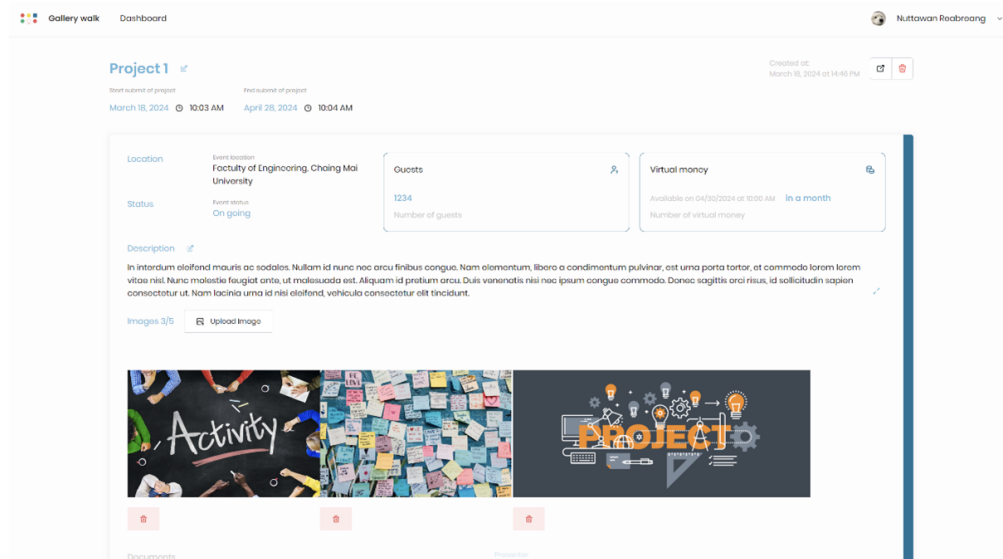 Gallery walk
Dashboard
Nuttawan Reabroang
Project 1
Created at:
March 18, 2024 at 14:46 PM
Start submit of project
End submit of project
March 18, 2024 10:03 AM
April 28, 2024 10:04 AM
Location
Event location
Factulty of Engineering, Chaing Mai
University
Status
Event status
On going
Guests
1234
Number of guests
Virtual money
Available on 04/30/2024 at 12:00 AM in a month
Number of virtual money
Description
In interdum eleifend mauris ac sodales. Nullam id nunc nec arcu finibus congue. Nam elementum, libero a condimentum pulvinar, est urna porta tortor, et commodo lorem lorem
vitae nisl. Nunc molestie feugiat ante, ut malesuada est. Aliquam id pretium arcu. Duis venenatis nisi nec ipsum congue commodo. Donec sagittis orci risus, id sollicitudin sapien
consectetur ut. Nam lacinia urna id nisi eleifend, vehicula consectetur elit tincidunt.
Images 3/5
Upload Image
Activity
BE
LOVE
PROJECT
Documents
Presenter